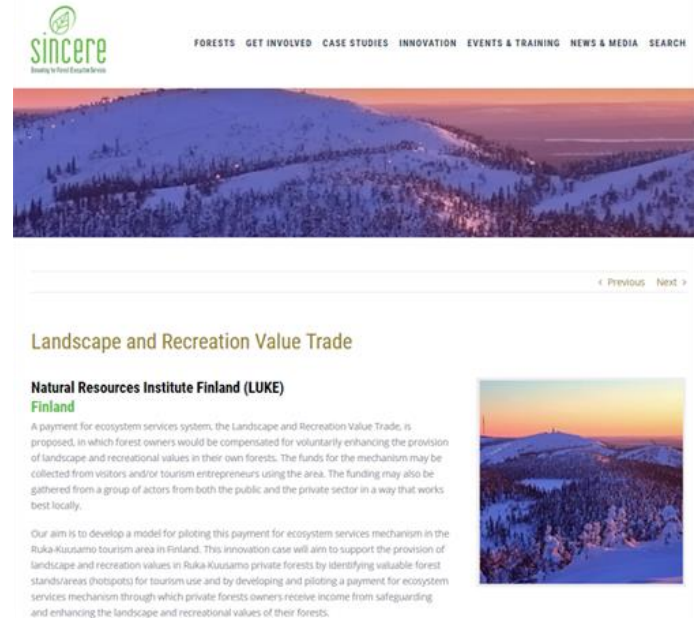 sincere
FORESTS GET INVOLVED CASE STUDIES INNOVATION EVENTS & TRAINING NEWS & MEDIA SEARCH
‹ Previous Next ›
Landscape and Recreation Value Trade
Natural Resources Institute Finland (LUKE)
Finland
A payment for ecosystem services system, the Landscape and Recreation Value Trade, is
proposed, in which forest owners would be compensated for voluntarily enhancing the provision
of landscape and recreational values in their own forests. The funds for the mechanism may be
collected from visitors and/or tourism entrepreneurs using the area. The funding may also be
gathered from a group of actors from both the public and the private sector in a way that works
best locally.
Our aim is to develop a model for piloting this payment for ecosystem services mechanism in the
Ruka-Kuusamo tourism area in Finland. This innovation case will aim to support the provision of
landscape and recreation values in Ruka-Kuusamo private forests by identifying valuable forest
stands/areas (hotspots) for tourism use and by developing and piloting a payment for ecosystem
services mechanism through which private forests owners receive income from safeguarding
and enhancing the landscape and recreational values of their forests.